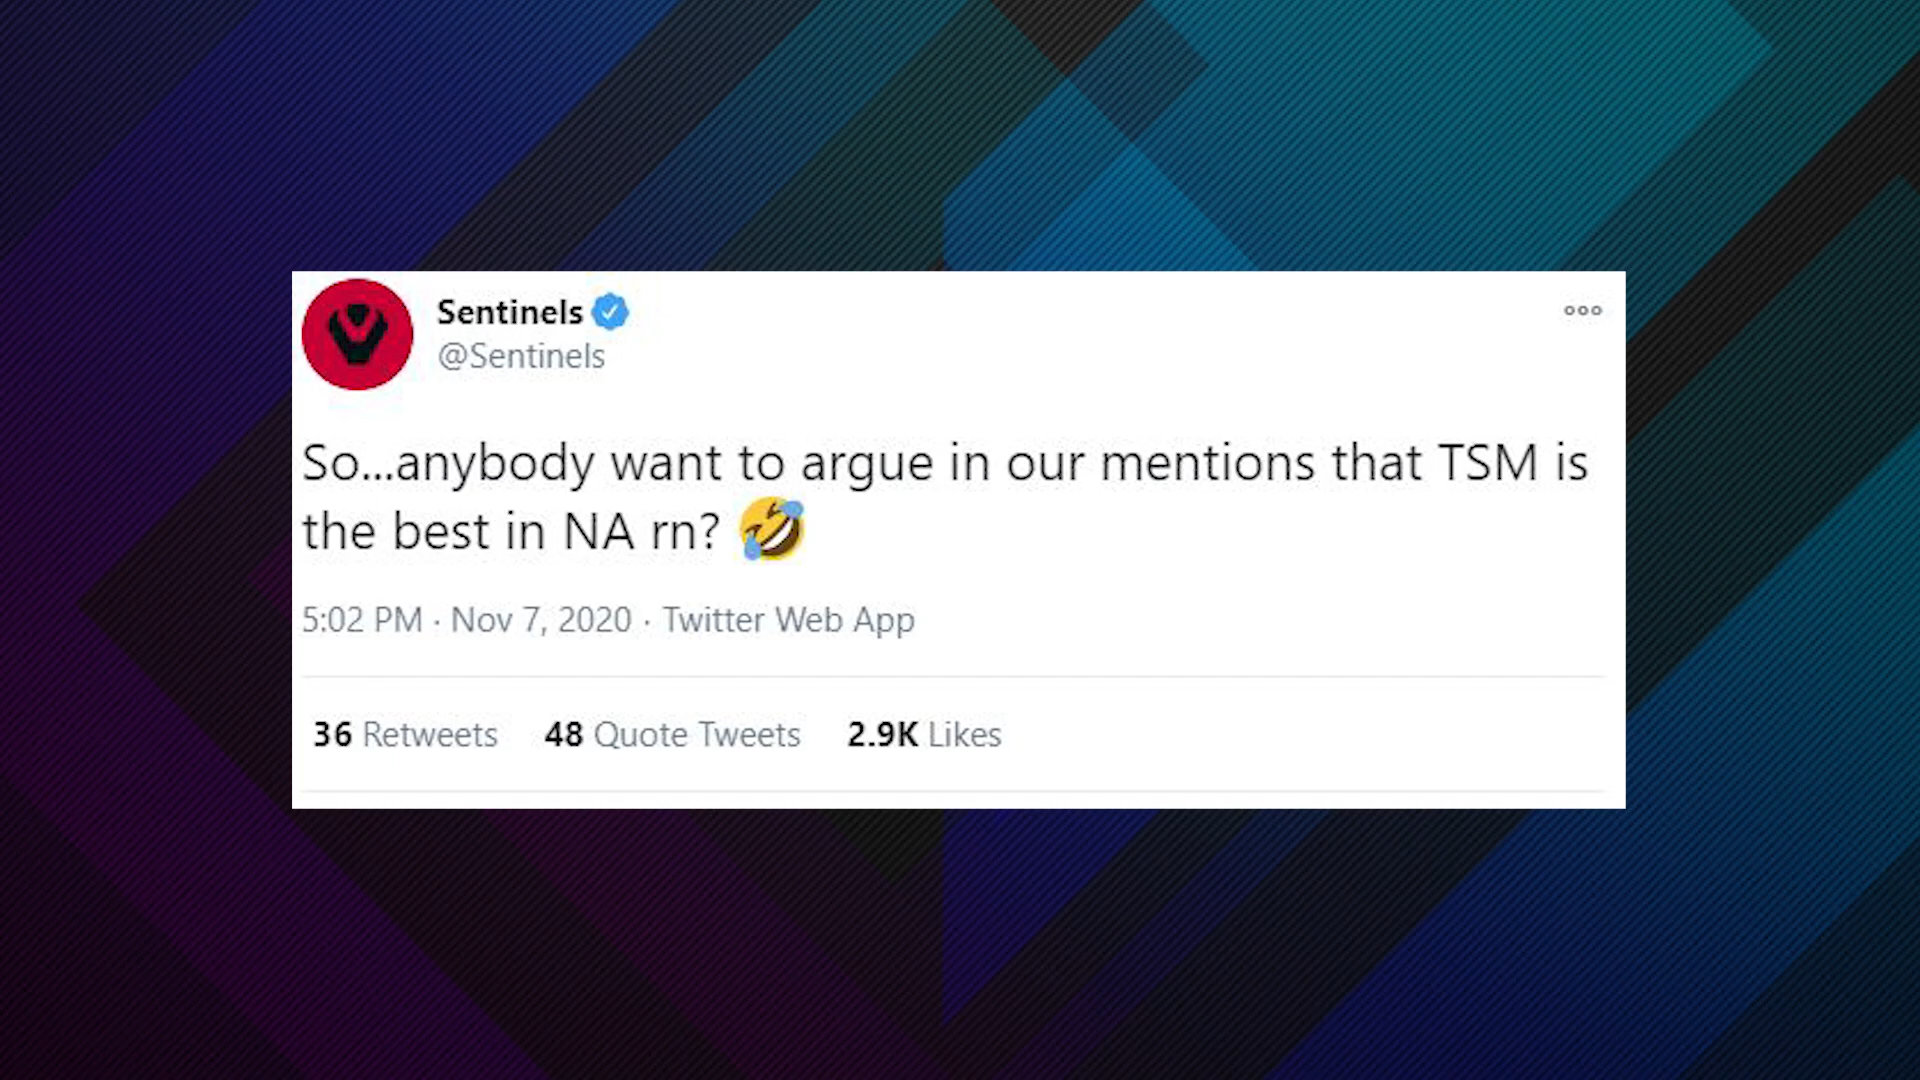 Sentinels
@Sentinels
So...anybody want to argue in our mentions that TSM is
the best in NA rn? 🤣
5:02 PM · Nov 7, 2020 · Twitter Web App
36 Retweets 48 Quote Tweets 2.9K Likes